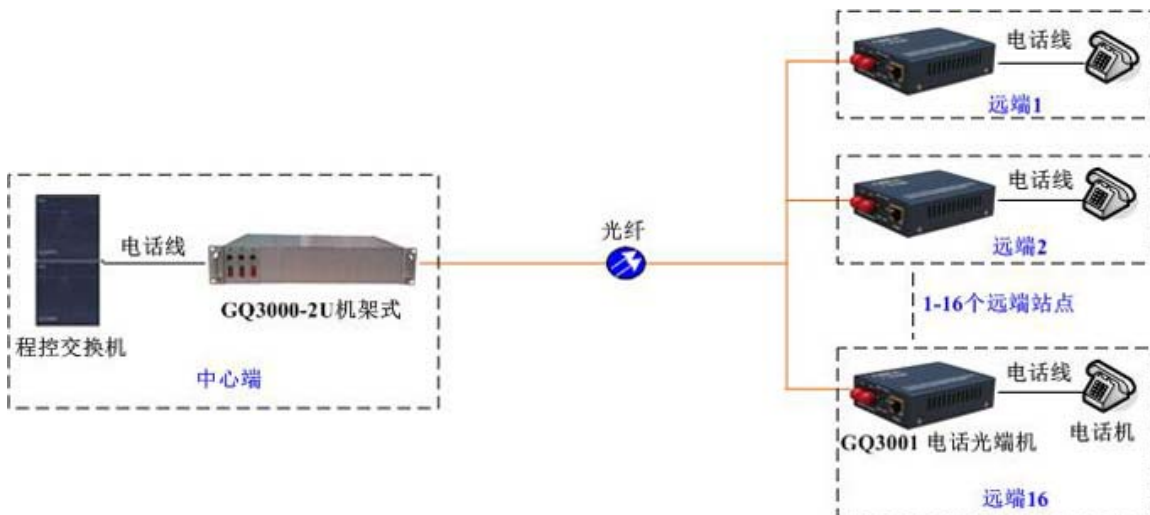 电话线
远端1
电话线
远端2
光纤
电话线
GQ3000-2U机架式
程控交换机
中心端
1-16个远端站点
电话线
GQ3001 电话光端机
电话机
远端16